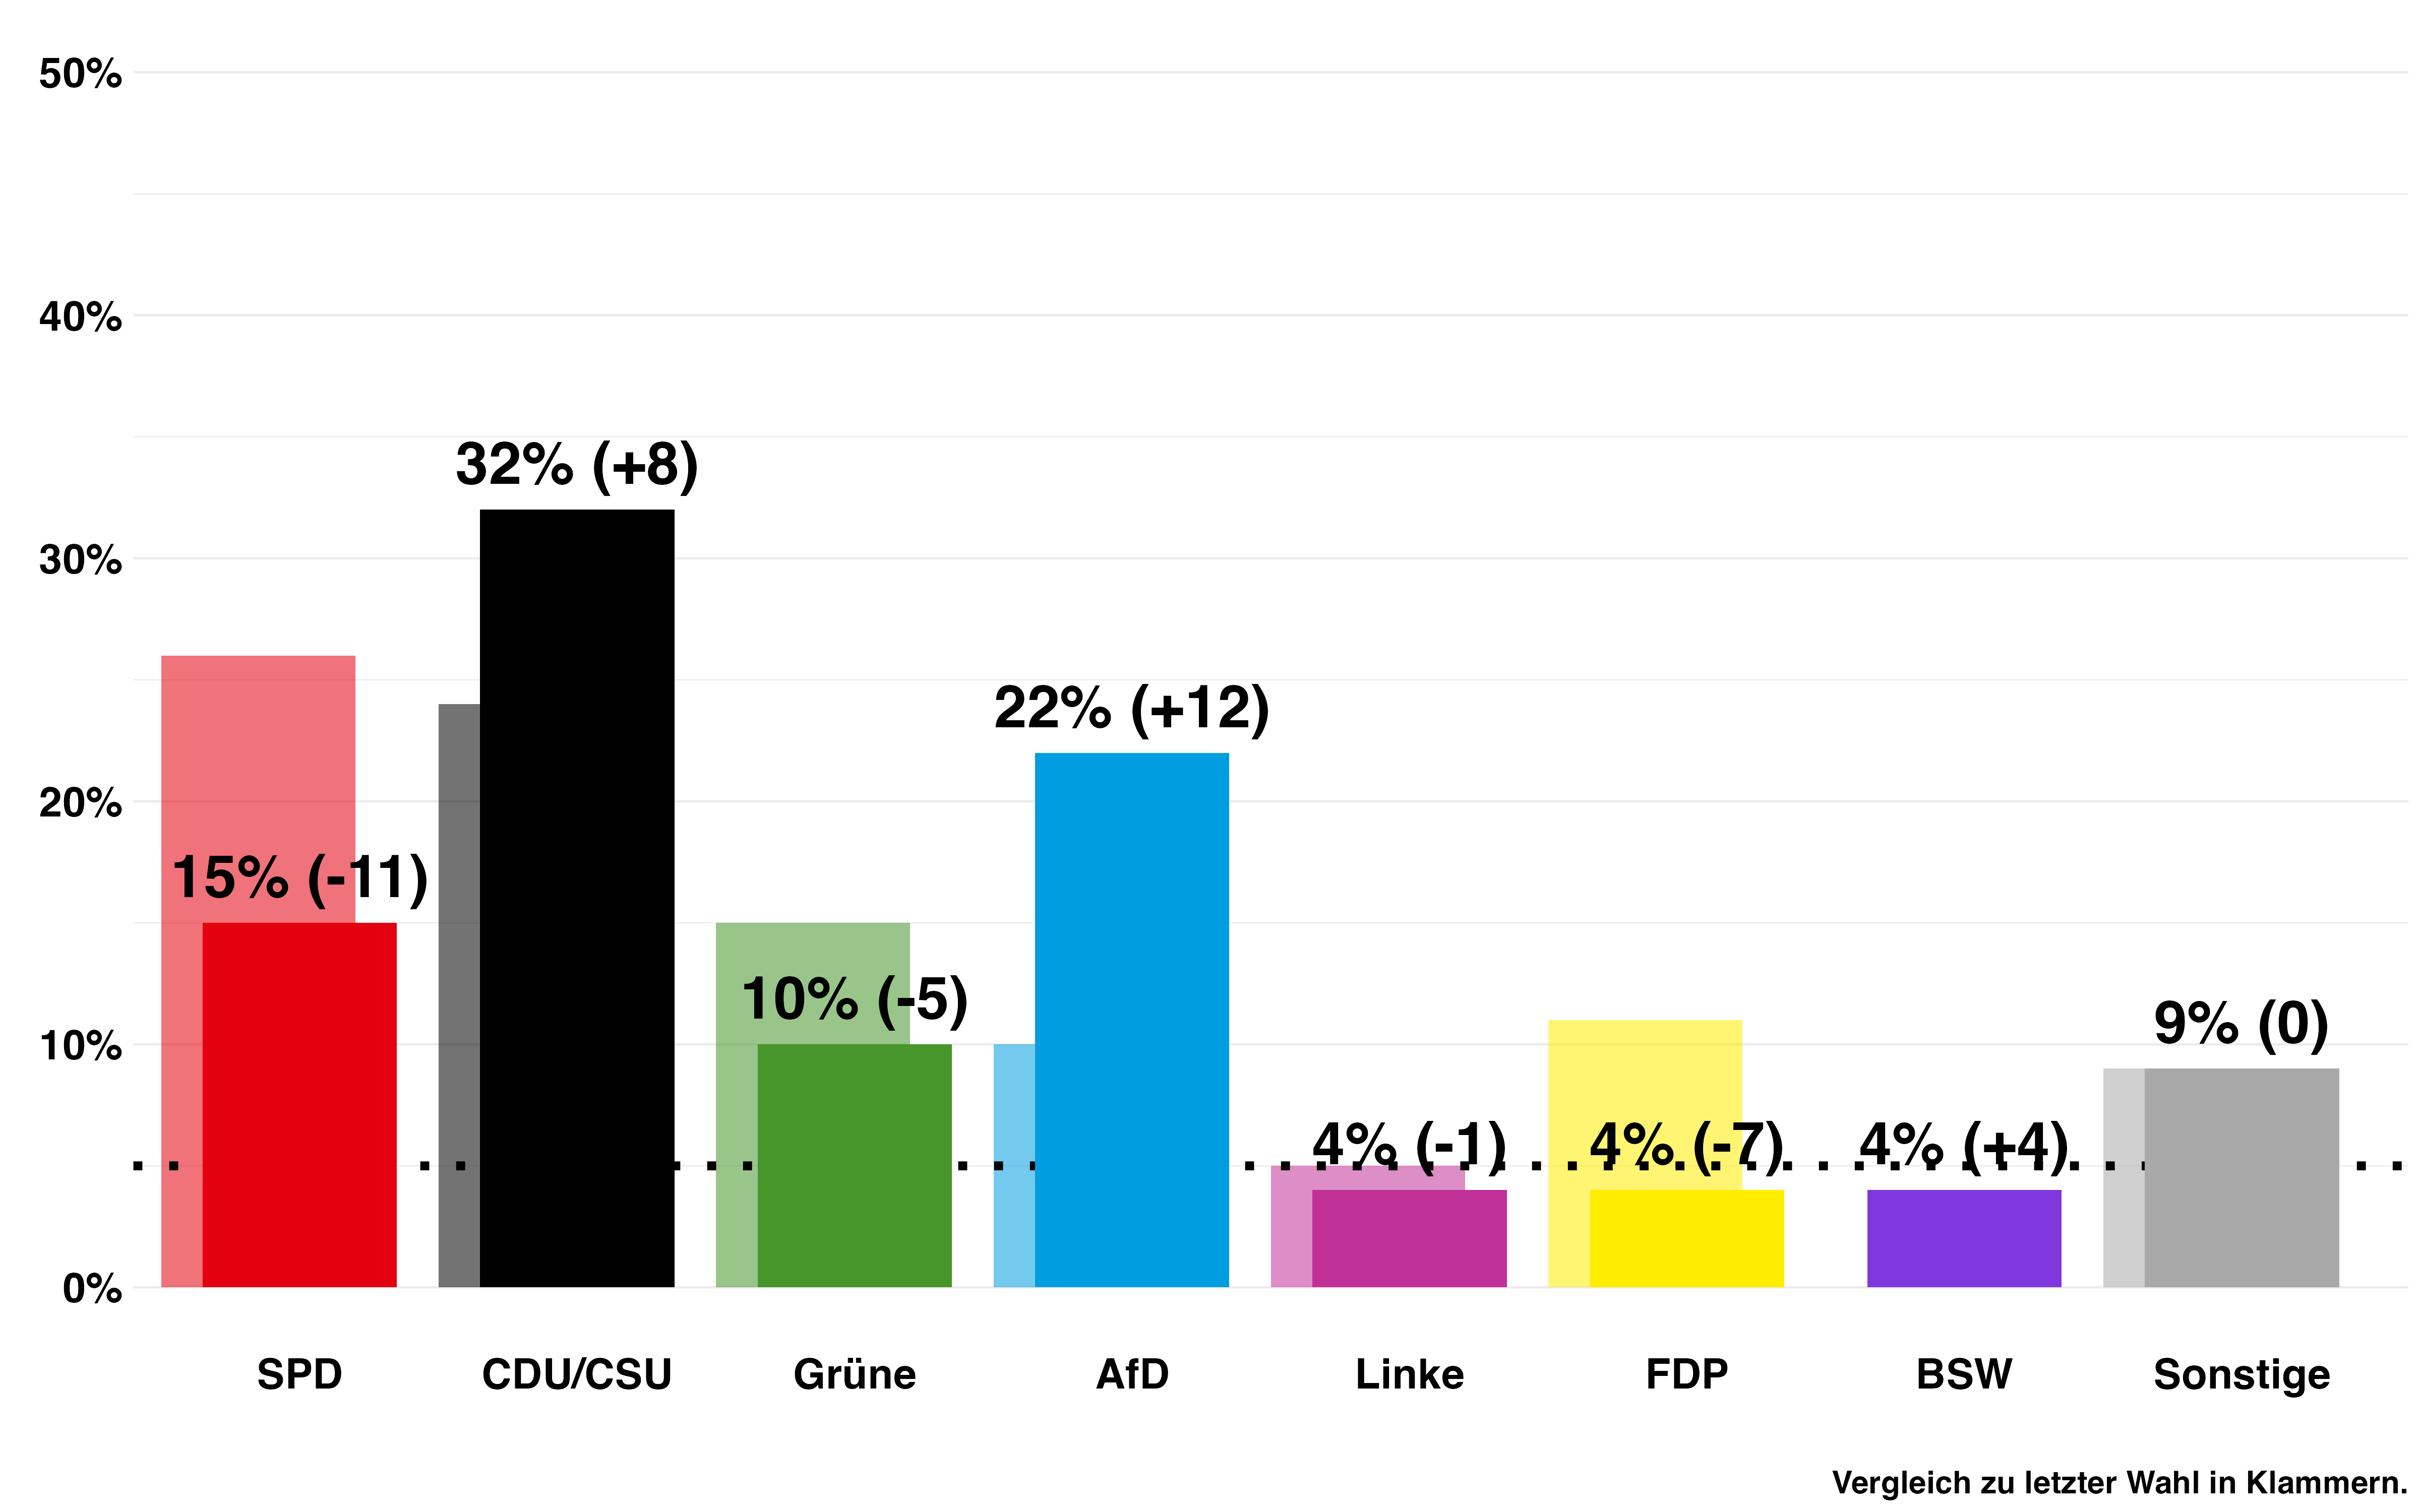 50%
40%
30%
20%
10%
0%
15% (-11)
32% (+8)
10% (-5)
22% (+12)
4% (-1)
4% (-7)
4% (+4)
9% (0)
SPD
CDU/CSU
Grüne
AfD
Linke
FDP
BSW
Sonstige
Vergleich zu letzter Wahl in Klammern.